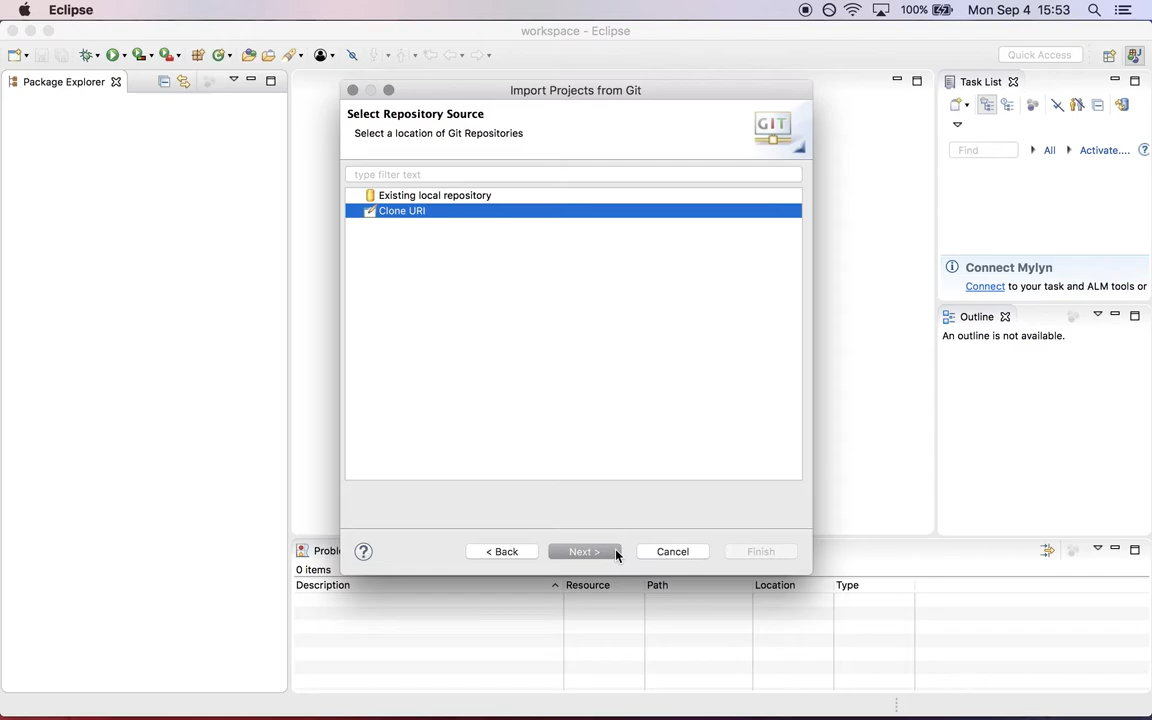 Eclipse
100%
Mon Sep 4 15:53
workspace - Eclipse
Quick Access
Package Explorer
Import Projects from Git
Select Repository Source
Select a location of Git Repositories
GIT
type filter text
Existing local repository
Clone URI
< Back
Next >
Cancel
Finish
Task List
Find
All
Activate....
Connect Mylyn
Connect to your task and ALM tools or
Outline
An outline is not available.
Proble
0 items
Description
Resource
Path
Location
Type